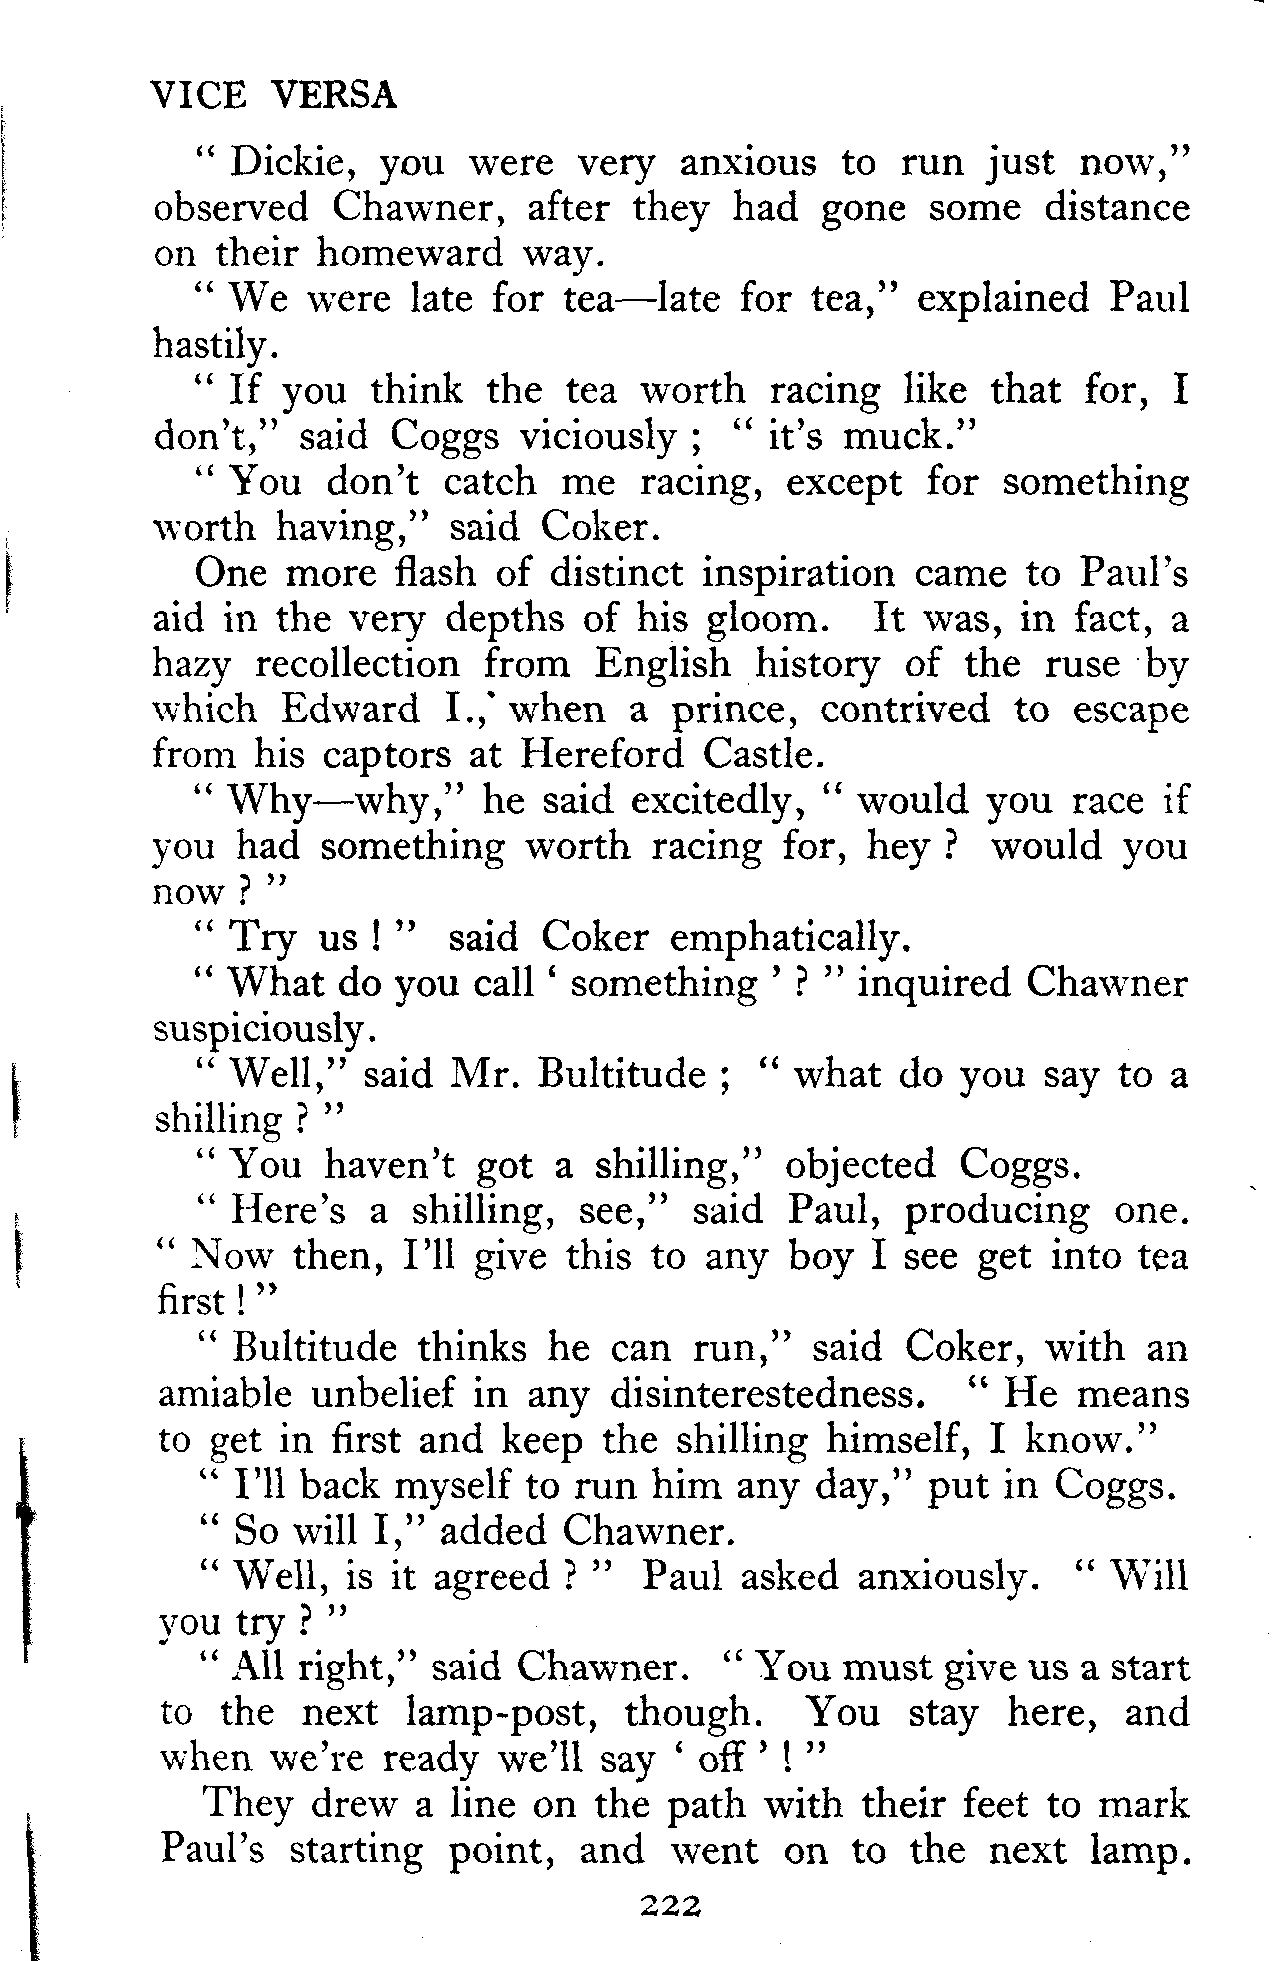 VICE VERSA
“ Dickie, you were very anxious to run just now,”
observed Chawner, after they had gone some distance
on their homeward way.
“ We were late for tea—late for tea,” explained Paul
hastily.
“ If you think the tea worth racing like that for, I
don't,” said Coggs viciously ; “ it's muck.”
“ You don't catch me racing, except for something
worth having,” said Coker.
One more flash of distinct inspiration came to Paul's
aid in the very depths of his gloom. It was, in fact, a
hazy recollection from English history of the ruse by
which Edward I., when a prince, contrived to escape
from his captors at Hereford Castle.
“ Why—why,” he said excitedly, “ would you race if
you had something worth racing for, hey ? would you
now ? ”
“ Try us ! ” said Coker emphatically.
“ What do you call ‘ something ’ ? ” inquired Chawner
suspiciously.
“ Well,” said Mr. Bultitude ; “ what do you say to a
shilling ? ”
“ You haven't got a shilling,” objected Coggs.
“ Here's a shilling, see,” said Paul, producing one.
“ Now then, I'll give this to any boy I see get into tea
first ! ”
“ Bultitude thinks he can run,” said Coker, with an
amiable unbelief in any disinterestedness. “ He means
to get in first and keep the shilling himself, I know.”
“ I'll back myself to run him any day,” put in Coggs.
“ So will I,” added Chawner.
“ Well, is it agreed ? ” Paul asked anxiously. “ Will
you try ? ”
“ All right,” said Chawner. “ You must give us a start
to the next lamp-post, though. You stay here, and
when we're ready we'll say ‘ off ’ ! ”
They drew a line on the path with their feet to mark
Paul's starting point, and went on to the next lamp.
222